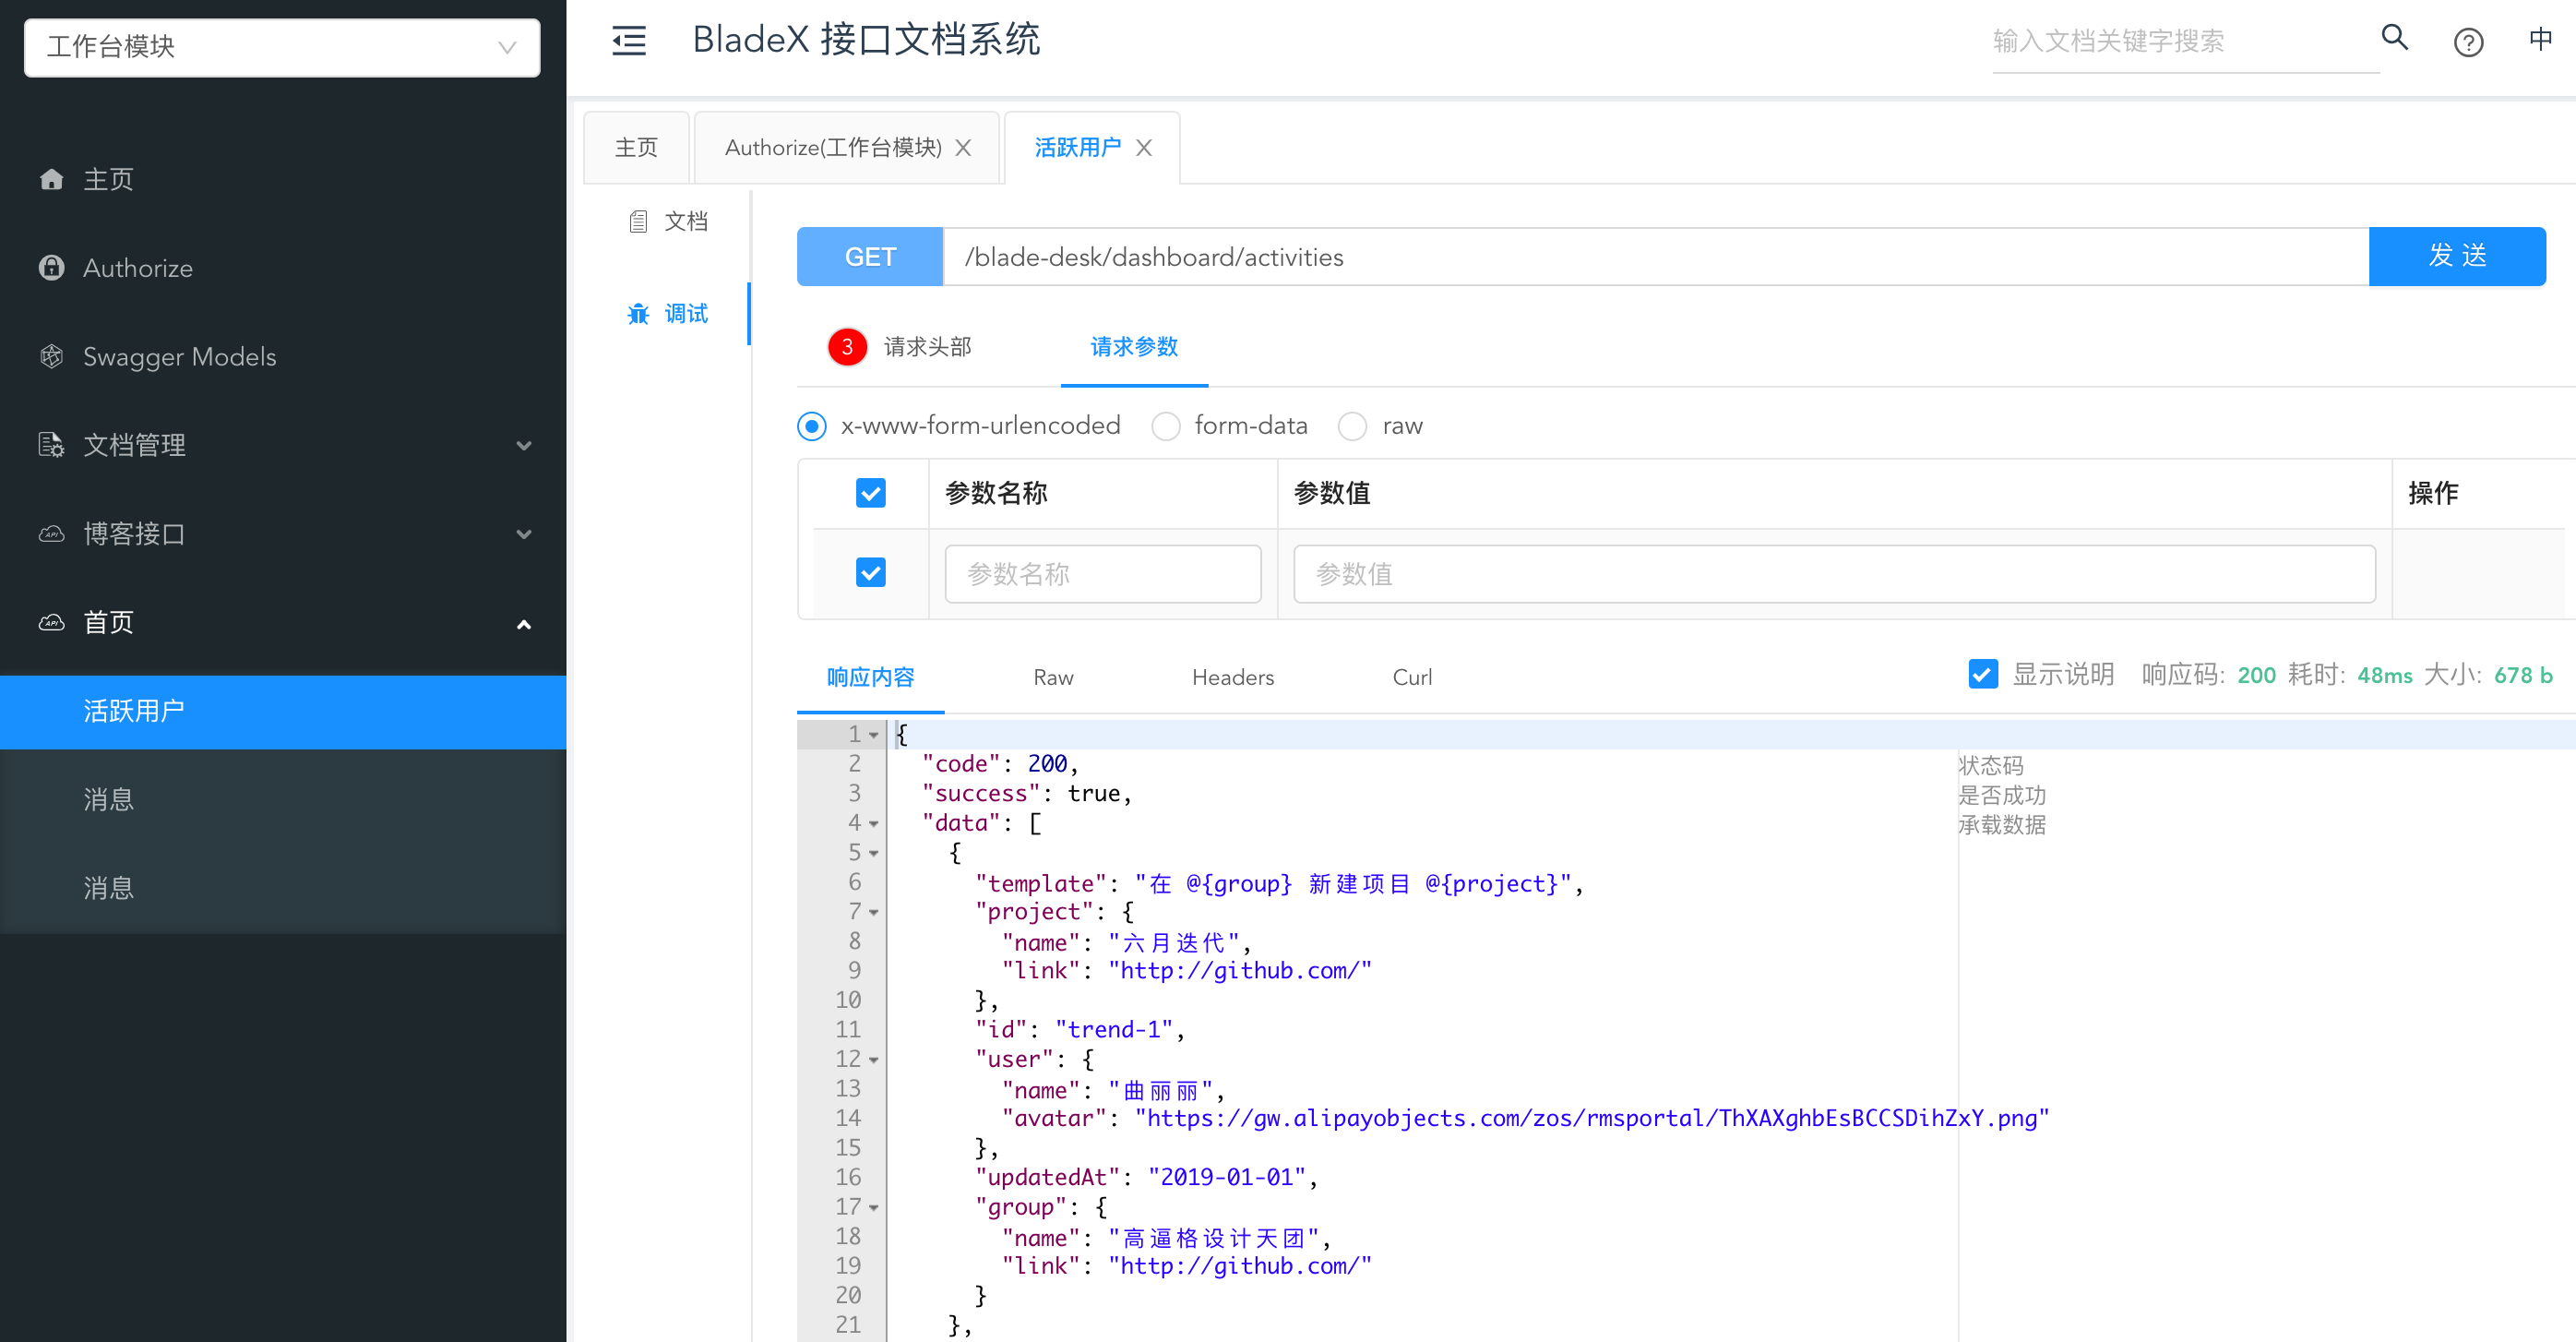 工作台模块
主页
Authorize
Swagger Models
文档管理
博客接口
首页
活跃用户
消息
消息
BladeX 接口文档系统
输入文档关键字搜索
中
主页
Authorize(工作台模块)
活跃用户
文档
调试
GET
/blade-desk/dashboard/activities
发 送
3 请求头部
请求参数
x-www-form-urlencoded
form-data
raw
参数名称
参数值
操作
参数名称
参数值
响应内容
Raw
Headers
Curl
显示说明
响应码: 200 耗时: 48ms 大小: 678 b
1 {
2 "code": 200, 状态码
3 "success": true, 是否成功
4 "data": [ 承载数据
5 {
6 "template": "在 @{group} 新建项目 @{project}",
7 "project": {
8 "name": "六月迭代",
9 "link": "http://github.com/"
10 },
11 "id": "trend-1",
12 "user": {
13 "name": "曲丽丽",
14 "avatar": "https://gw.alipayobjects.com/zos/rmsportal/ThXAXghbEsBCCSDihZxY.png"
15 },
16 "updatedAt": "2019-01-01",
17 "group": {
18 "name": "高逼格设计天团",
19 "link": "http://github.com/"
20 }
21 },